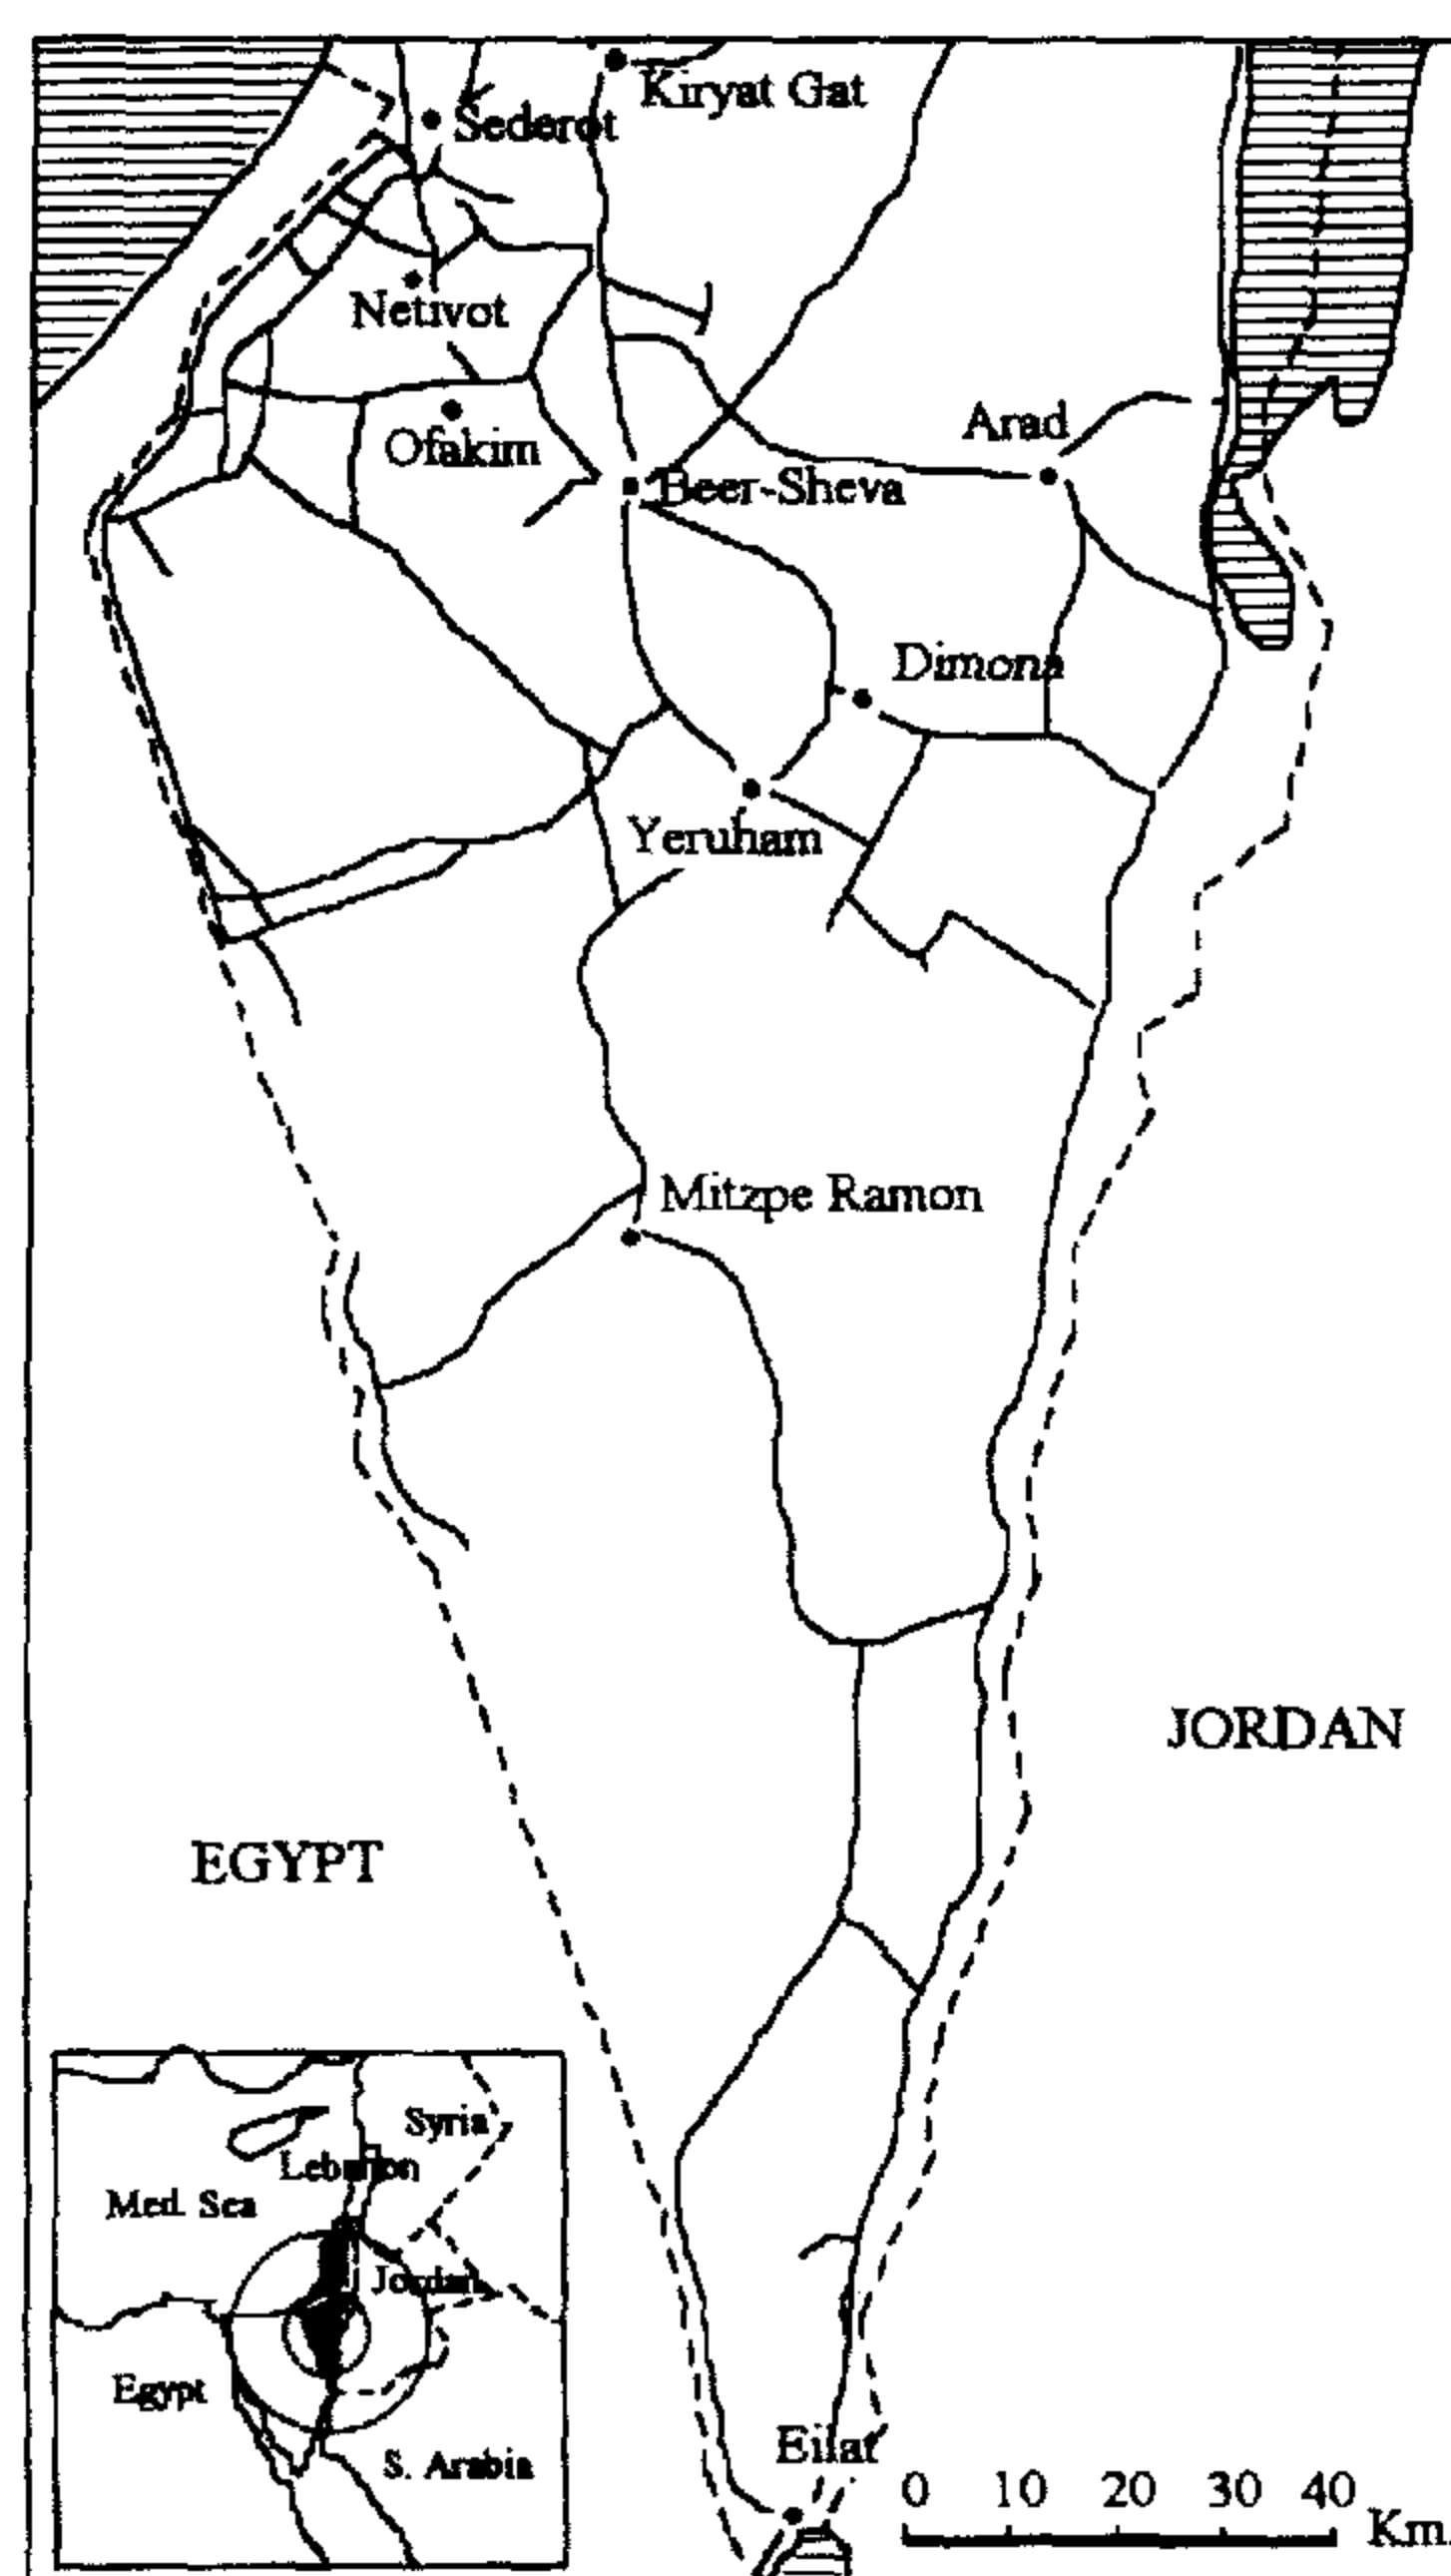 Kiryat Gat
Sederot
Netivot
Arad
Ofakim
Beer-Sheva
Dimona
Yeruham
Mitzpe Ramon
JORDAN
EGYPT
Syria
Lebanon
Med. Sea
Jordan
Egypt
S. Arabia
Eilat
0 10 20 30 40
Km.